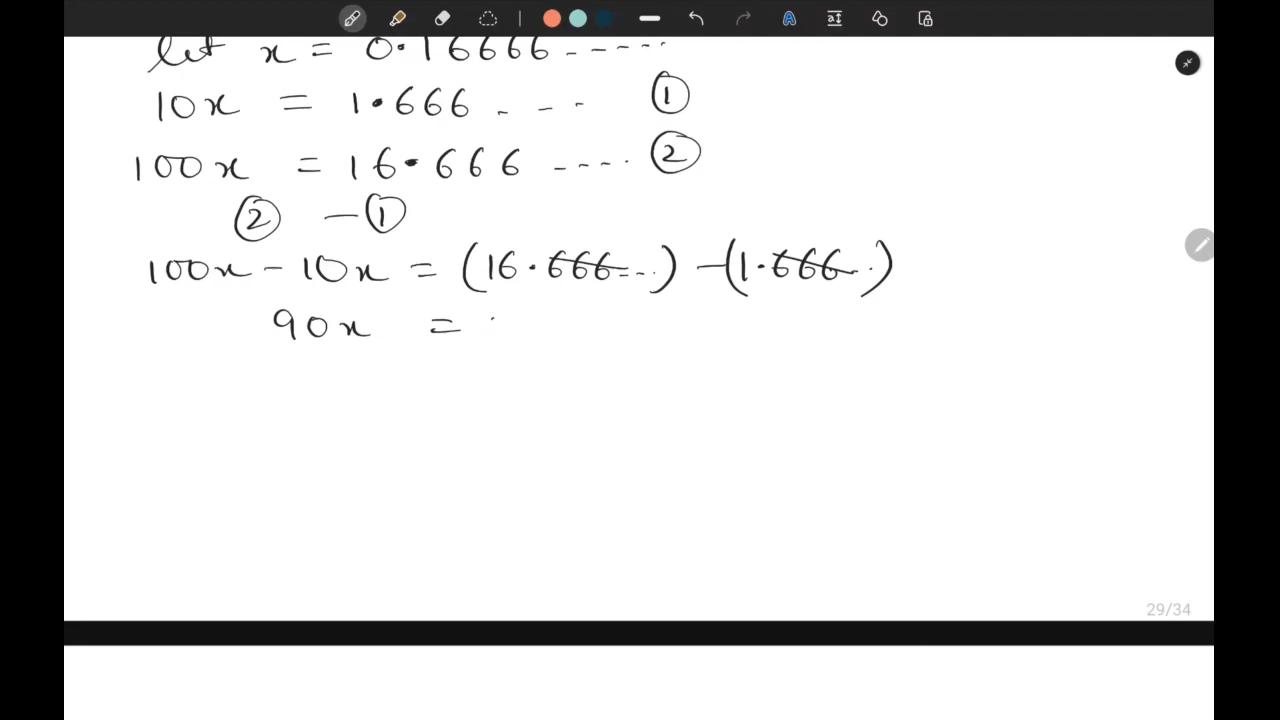 let x = 0.16666------
10x = 1.666 - - - ①
100x = 16.666 ----- ②
② - ①
100x - 10x = (16.666---..) - (1.666-..)
90x =
29/34